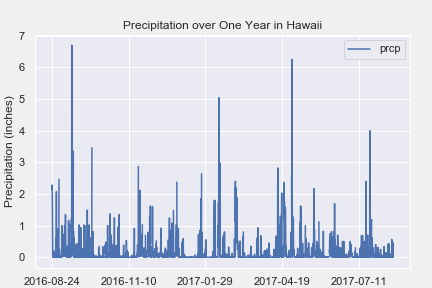 Precipitation over One Year in Hawaii
prcp
Precipitation (inches)
7
6
5
4
3
2
1
0
2016-08-24 2016-11-10 2017-01-29 2017-04-19 2017-07-11